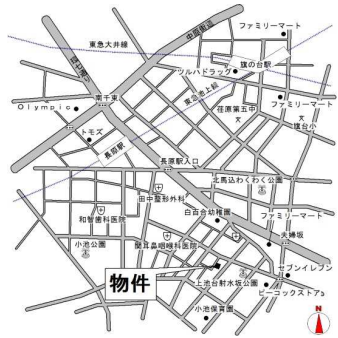 ファミリーマート
中原街道
東急大井線
環七通り
旗の台駅
ツルハドラッグ
ファミリーマート
南千束
東急池上線
荏原第五中
Olympic
旗台小
トモズ
長原駅
長原駅入口
北馬込わくわく公園
田中整形外科
白百合幼稚園
和智歯科医院
ファミリーマート
夫婦坂
小池公園
関耳鼻咽喉科医院
セブンイレブン
物件
上池台射水坂公園
ピーコックストア
小池保育園
N